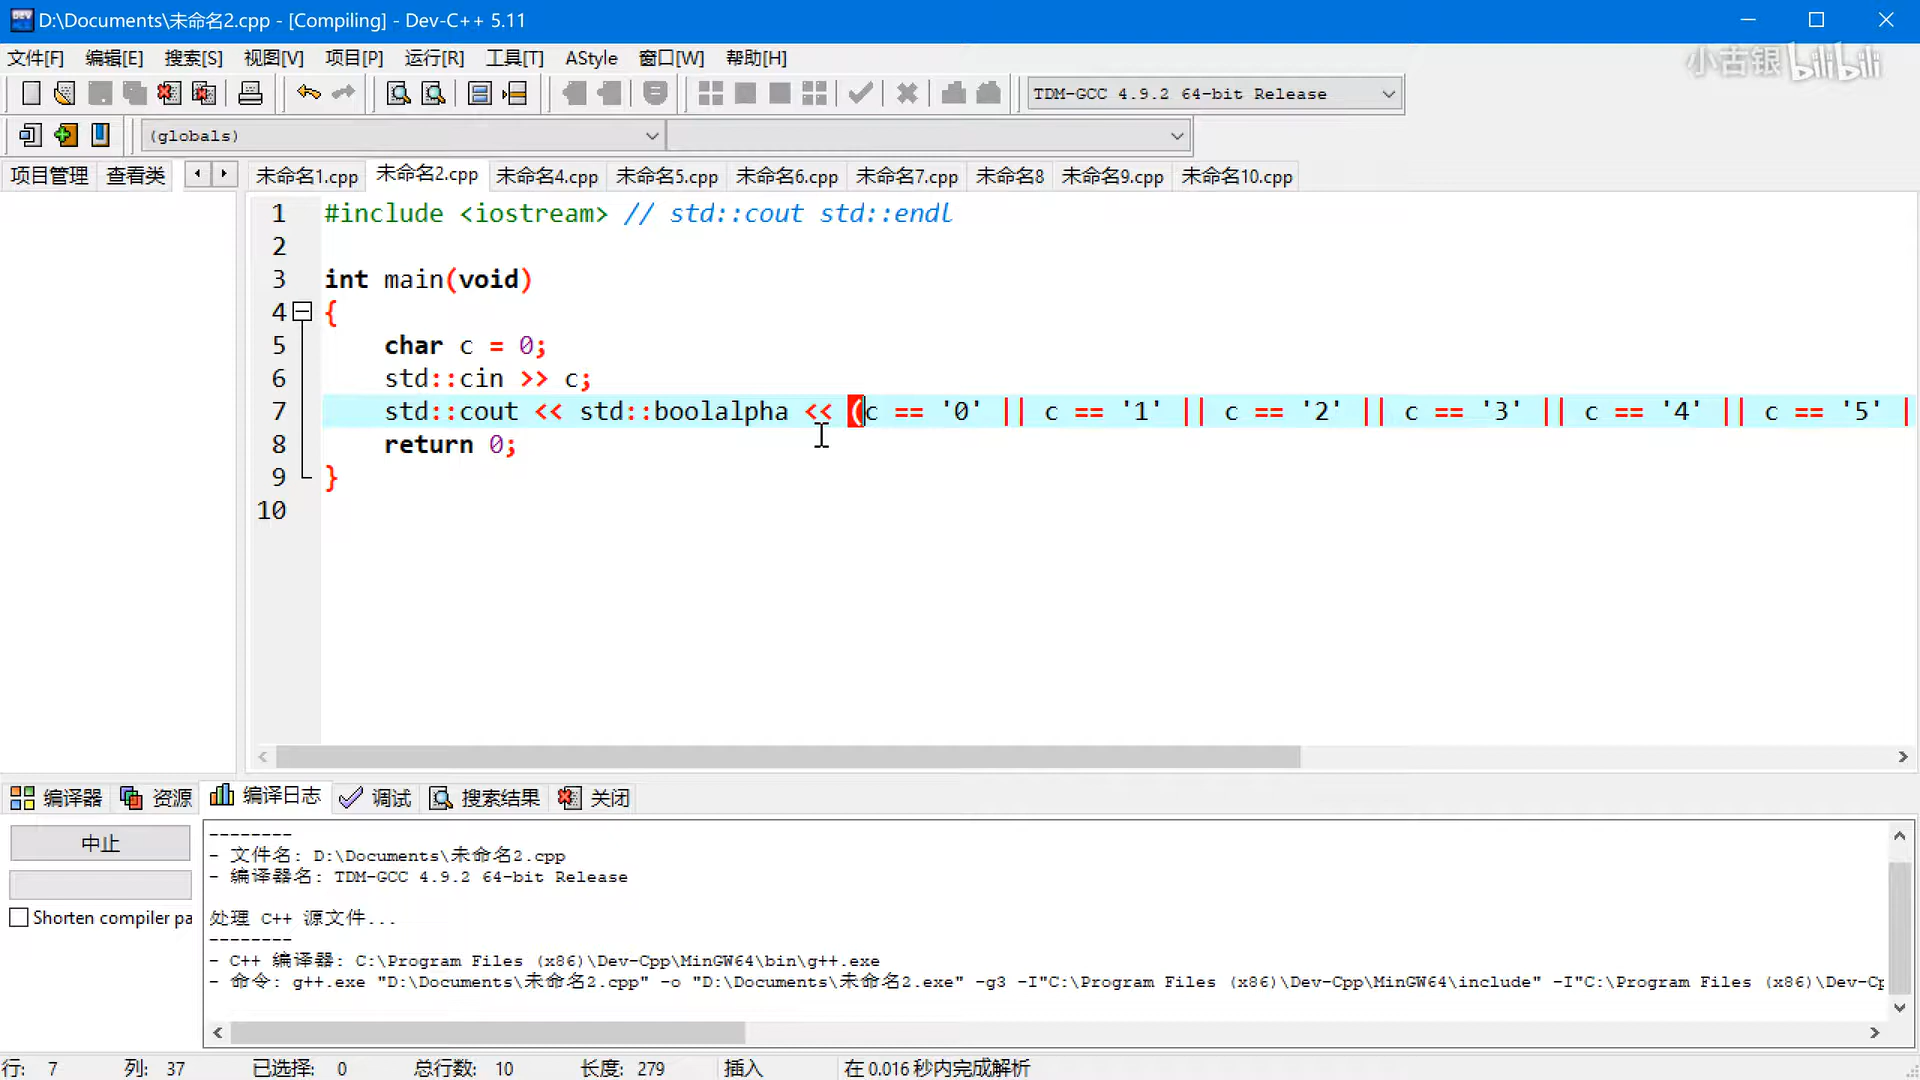 D:\Documents\未命名2.cpp - [Compiling] - Dev-C++ 5.11
文件[F] 编辑[E] 搜索[S] 视图[V] 项目[P] 运行[R] 工具[T] AStyle 窗口[W] 帮助[H]
小古银 bilibili
TDM-GCC 4.9.2 64-bit Release
(globals)
项目管理 查看类 未命名1.cpp 未命名2.cpp 未命名4.cpp 未命名5.cpp 未命名6.cpp 未命名7.cpp 未命名8 未命名9.cpp 未命名10.cpp
1 #include <iostream> // std::cout std::endl
2
3 int main(void)
4 {
5 char c = 0;
6 std::cin >> c;
7 std::cout << std::boolalpha << (c == '0' || c == '1' || c == '2' || c == '3' || c == '4' || c == '5' |
8 return 0;
9 }
10
编译器 资源 编译日志 调试 搜索结果 关闭
中止
Shorten compiler pa
--------
- 文件名: D:\Documents\未命名2.cpp
- 编译器名: TDM-GCC 4.9.2 64-bit Release
处理 C++ 源文件...
--------
- C++ 编译器: C:\Program Files (x86)\Dev-Cpp\MinGW64\bin\g++.exe
- 命令: g++.exe "D:\Documents\未命名2.cpp" -o "D:\Documents\未命名2.exe" -g3 -I"C:\Program Files (x86)\Dev-Cpp\MinGW64\include" -I"C:\Program Files (x86)\Dev-Cp
行: 7 列: 37 已选择: 0 总行数: 10 长度: 279 插入 在 0.016 秒内完成解析